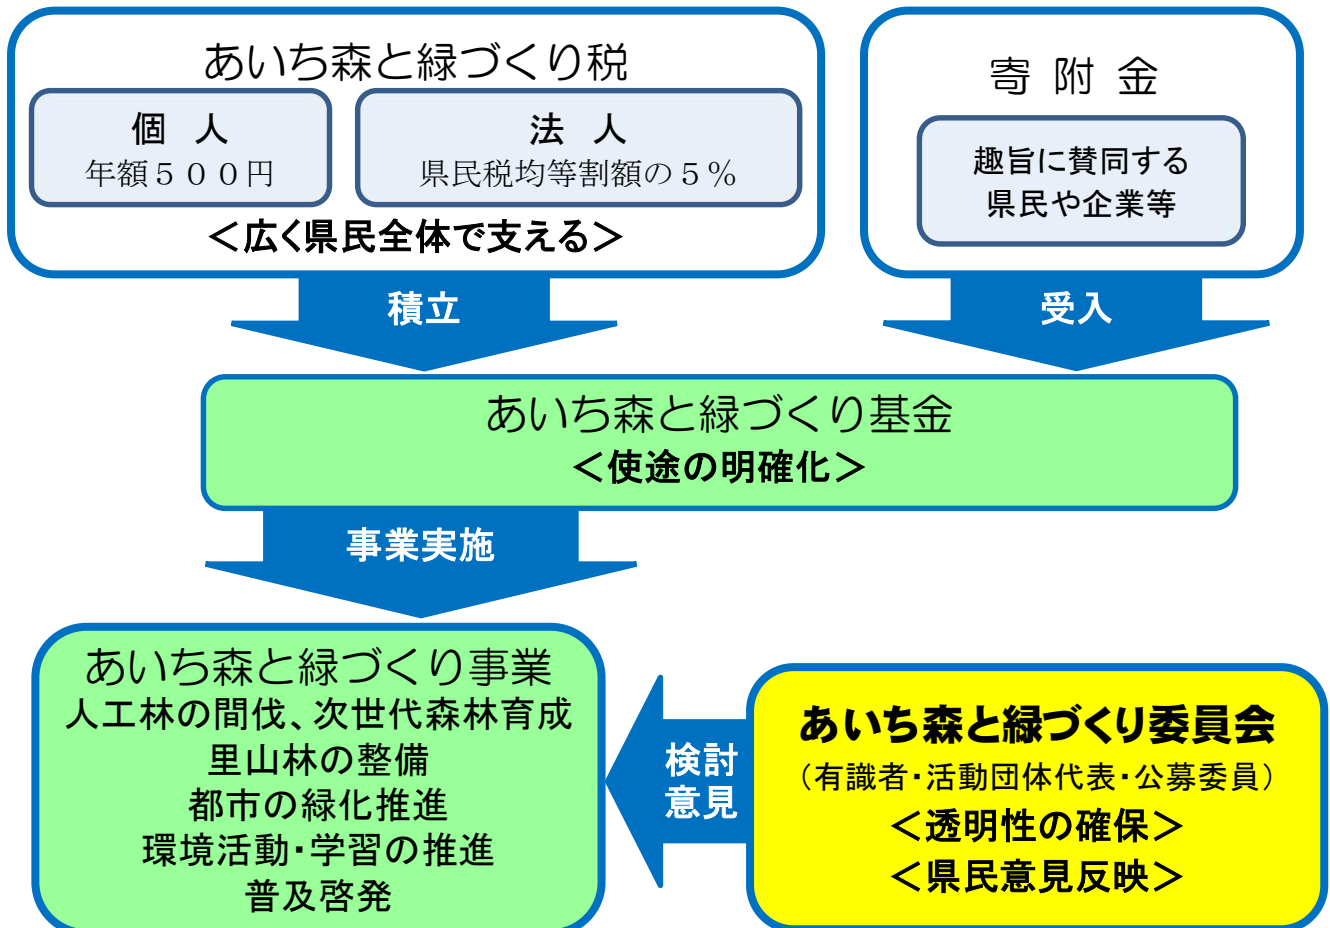 あいち森と緑づくり税
個 人
年額５００円
法 人
県民税均等割額の５％
＜広く県民全体で支える＞
寄 附 金
趣旨に賛同する
県民や企業等
積立
受入
あいち森と緑づくり基金
＜使途の明確化＞
事業実施
あいち森と緑づくり事業
人工林の間伐、次世代森林育成
里山林の整備
都市の緑化推進
環境活動・学習の推進
普及啓発
検討
意見
あいち森と緑づくり委員会
（有識者・活動団体代表・公募委員）
＜透明性の確保＞
＜県民意見反映＞